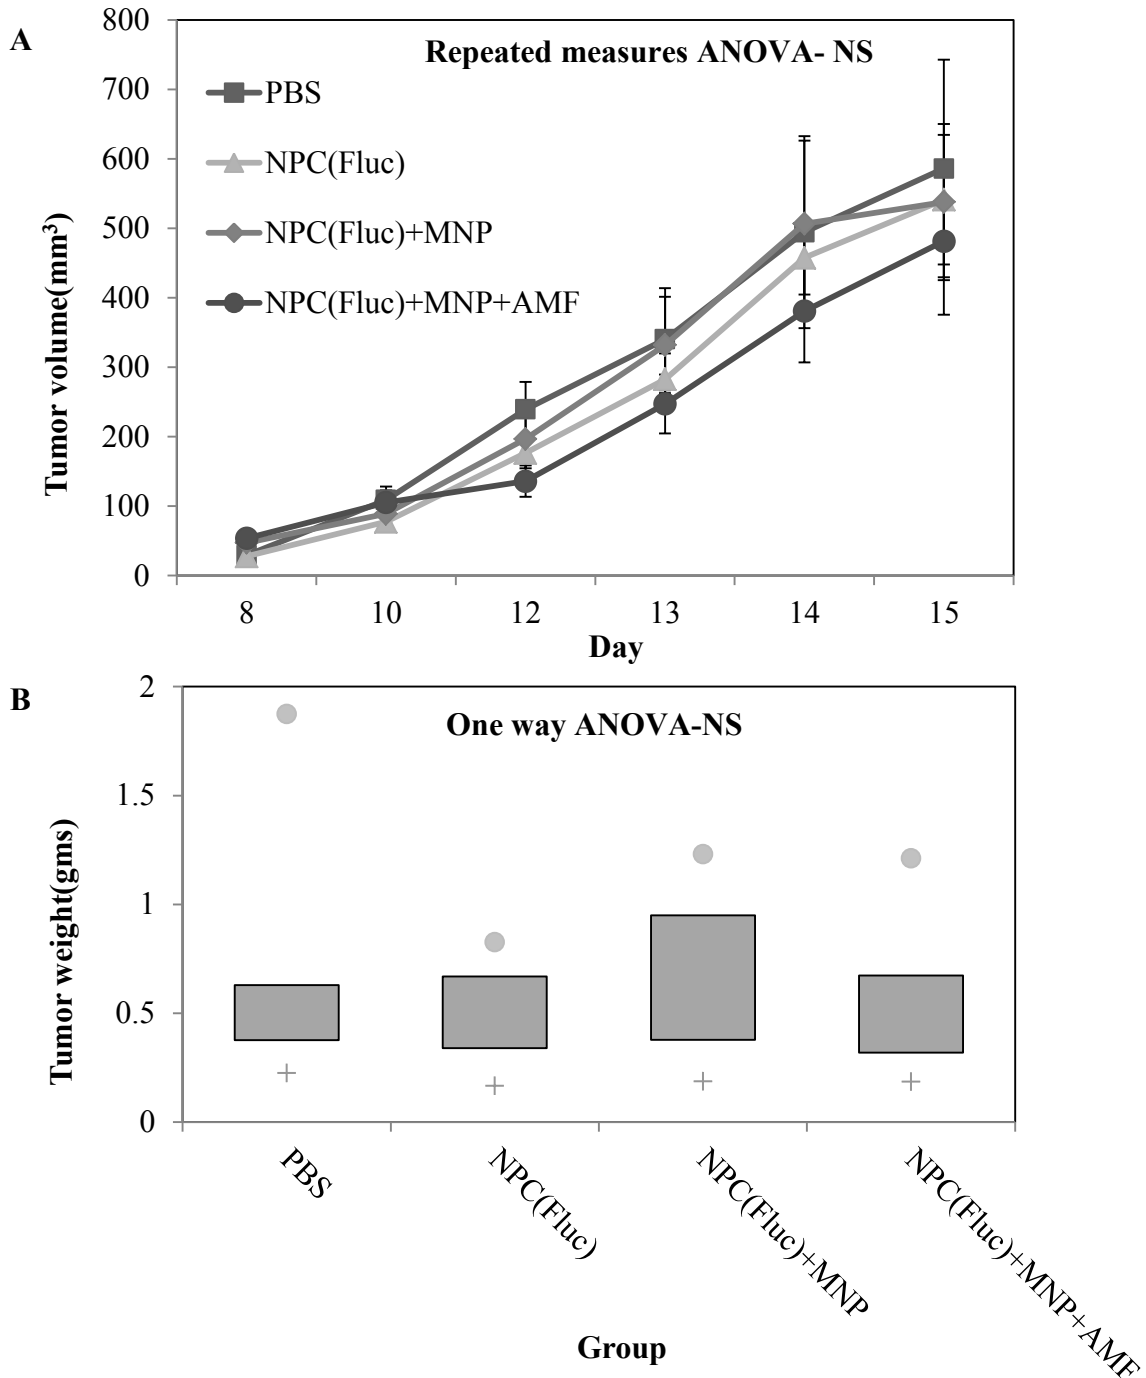 A
Repeated measures ANOVA- NS
PBS
NPC(Fluc)
NPC(Fluc)+MNP
NPC(Fluc)+MNP+AMF
Tumor volume(mm³)
800
700
600
500
400
300
200
100
0
8 10 12 13 14 15
Day
B
One way ANOVA-NS
Tumor weight(gms)
2
1.5
1
0.5
0
PBS
NPC(Fluc)
NPC(Fluc)+MNP
NPC(Fluc)+MNP+AMF
Group